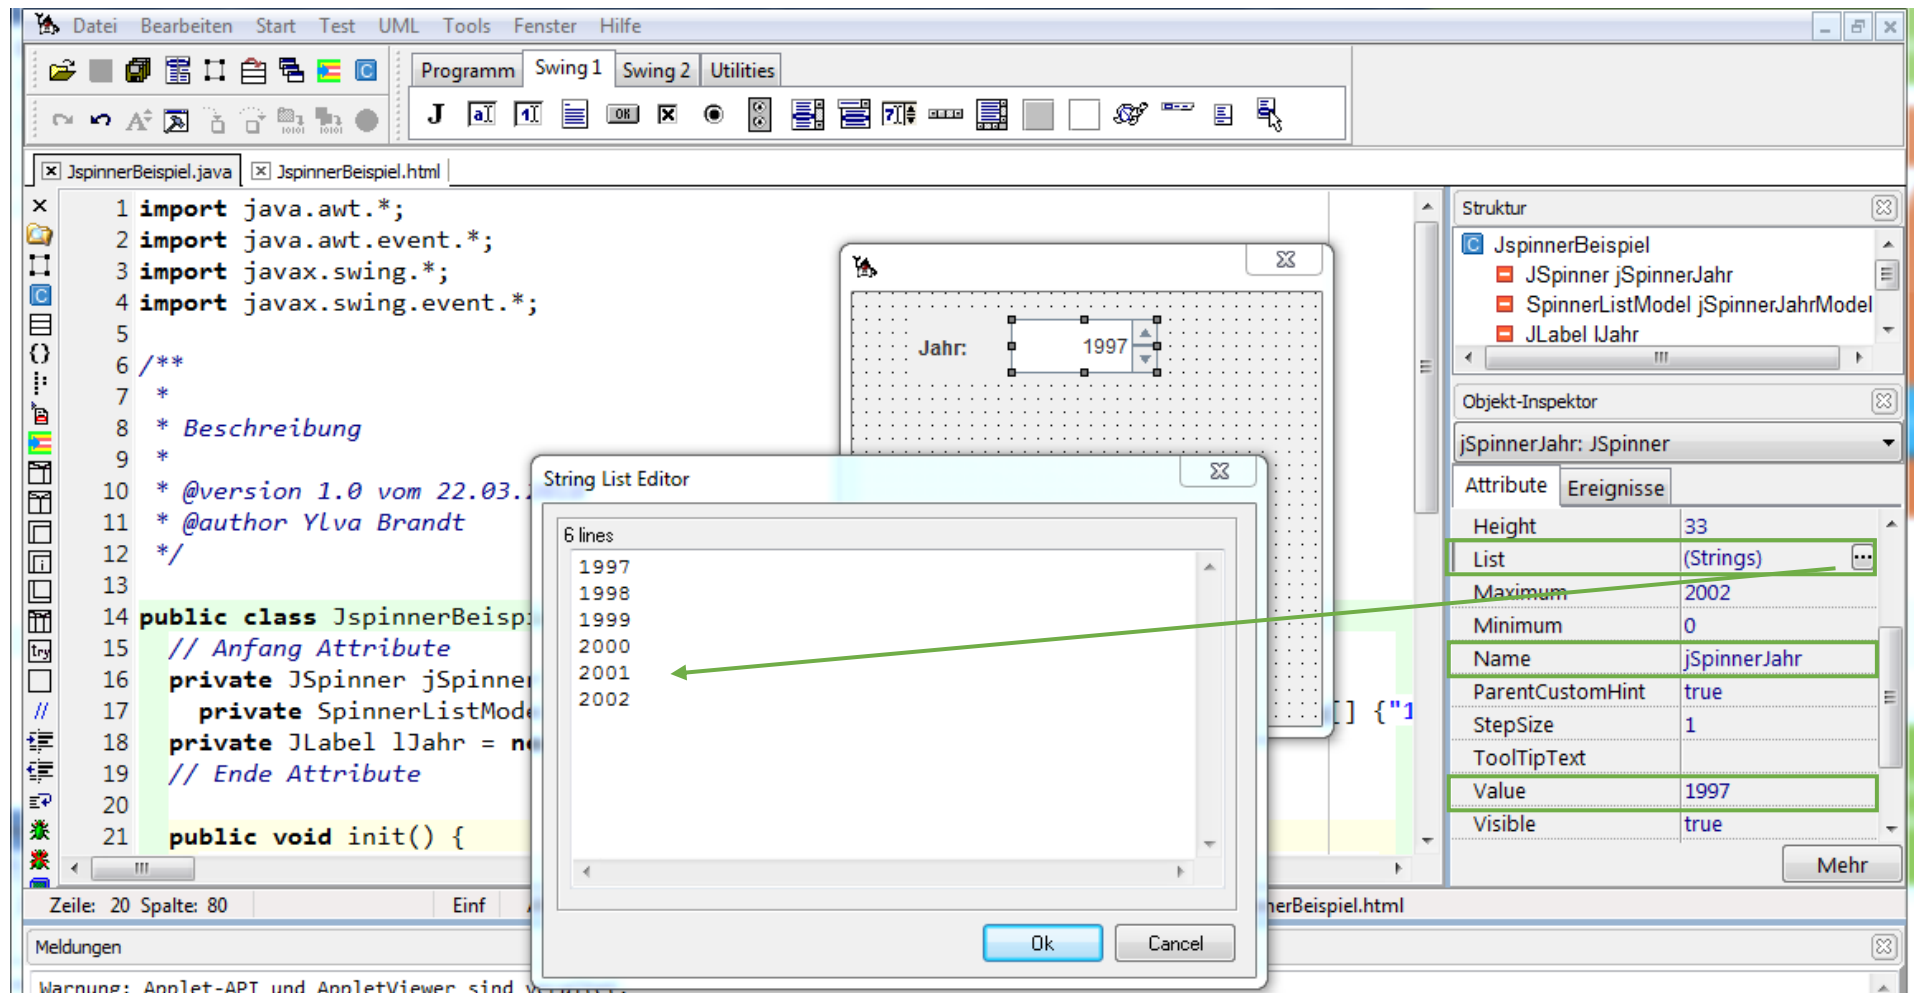 Datei Bearbeiten Start Test UML Tools Fenster Hilfe
Programm Swing 1 Swing 2 Utilities
JspinnerBeispiel.java JspinnerBeispiel.html
1 import java.awt.*;
2 import java.awt.event.*;
3 import javax.swing.*;
4 import javax.swing.event.*;
5
6 /**
7 *
8 * Beschreibung
9 *
10 * @version 1.0 vom 22.03.
11 * @author Ylva Brandt
12 */
13
14 public class JspinnerBeispi
15 // Anfang Attribute
16 private JSpinner jSpinner
17 private SpinnerListMode [] {"1
18 private JLabel lJahr = ne
19 // Ende Attribute
20
21 public void init() {
Zeile: 20 Spalte: 80 Einf nerBeispiel.html
Meldungen
Warnung: Applet-API und AppletViewer sind veraltet.
Jahr: 1997
String List Editor
6 lines
1997
1998
1999
2000
2001
2002
Ok Cancel
Struktur
JspinnerBeispiel
JSpinner jSpinnerJahr
SpinnerListModel jSpinnerJahrModel
JLabel lJahr
Objekt-Inspektor
jSpinnerJahr: JSpinner
Attribute Ereignisse
Height 33
List (Strings) ...
Maximum 2002
Minimum 0
Name jSpinnerJahr
ParentCustomHint true
StepSize 1
ToolTipText
Value 1997
Visible true
Mehr